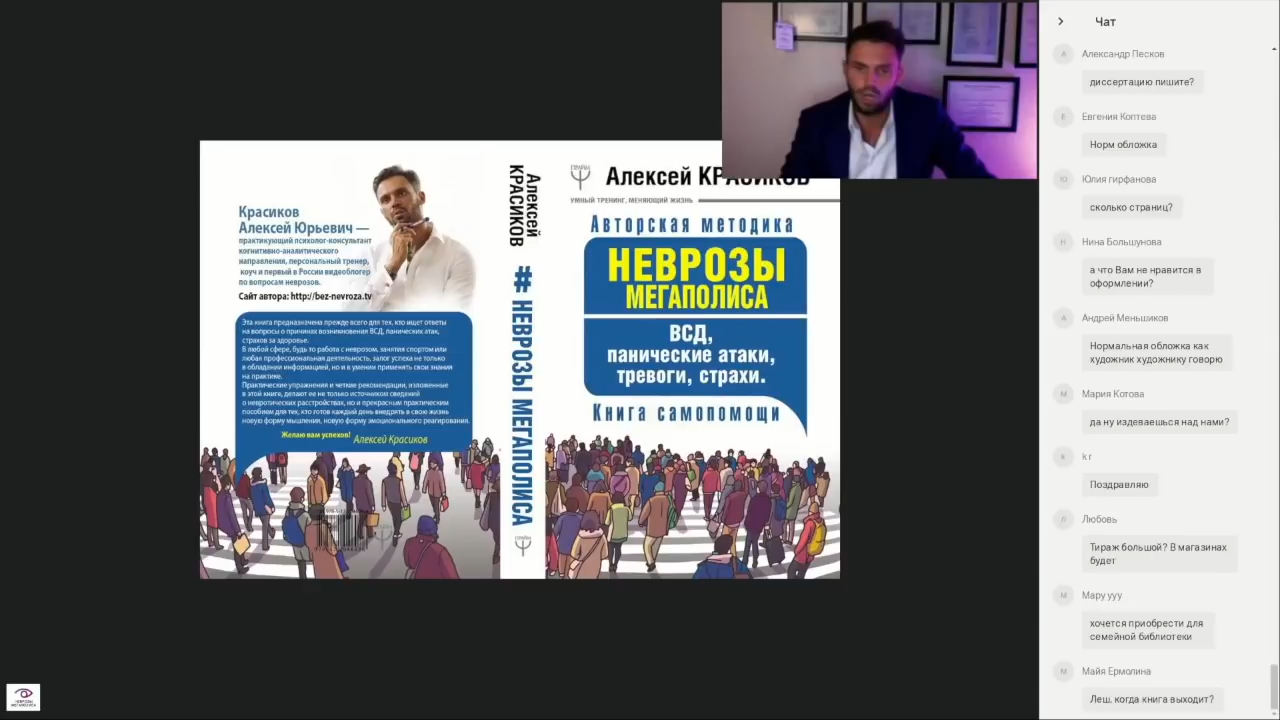 Красиков
Алексей Юрьевич —
практикующий психолог-консультант
когнитивно-аналитического
направления, персональный тренер,
коуч и первый в России видеоблогер
по вопросам неврозов.
Сайт автора: http://bez-nevroza.tv
Эта книга предназначена прежде всего для тех, кто ищет ответы
на вопросы о причинах возникновения ВСД, панических атак,
страхов за здоровье.
В любой сфере, будь то работа с неврозом, занятия спортом или
любая профессиональная деятельность, залог успеха не только
в обладании информацией, но и в умении применять свои знания
на практике.
Практические упражнения и четкие рекомендации, изложенные
в этой книге, делают ее не только источником сведений
о невротических расстройствах, но и прекрасным практическим
пособием для тех, кто готов каждый день внедрять в свою жизнь
новую форму мышления, новую форму эмоционального реагирования.
Желаю вам успехов! Алексей Красиков
Алексей
КРАСИКОВ
# НЕВРОЗЫ МЕГАПОЛИСА
Алексей КРАСИКОВ
УМНЫЙ ТРЕНИНГ, МЕНЯЮЩИЙ ЖИЗНЬ
Авторская методика
НЕВРОЗЫ
МЕГАПОЛИСА
ВСД,
панические атаки,
тревоги, страхи.
Книга самопомощи
НЕВРОЗЫ
МЕГАПОЛИСА
Чат
А
Александр Песков
диссертацию пишите?
Е
Евгения Коптева
Норм обложка
Ю
Юлия гирфанова
сколько страниц?
Н
Нина Большунова
а что Вам не нравится в
оформлении?
А
Андрей Меньшиков
Нормальная обложка как
художник художнику говорю
М
Мария Котова
да ну издеваешься над нами?
K
k r
Поздравляю
Л
Любовь
Тираж большой? В магазинах
будет
М
Мару ууу
хочется приобрести для
семейной библиотеки
М
Майя Ермолина
Леш, когда книга выходит?